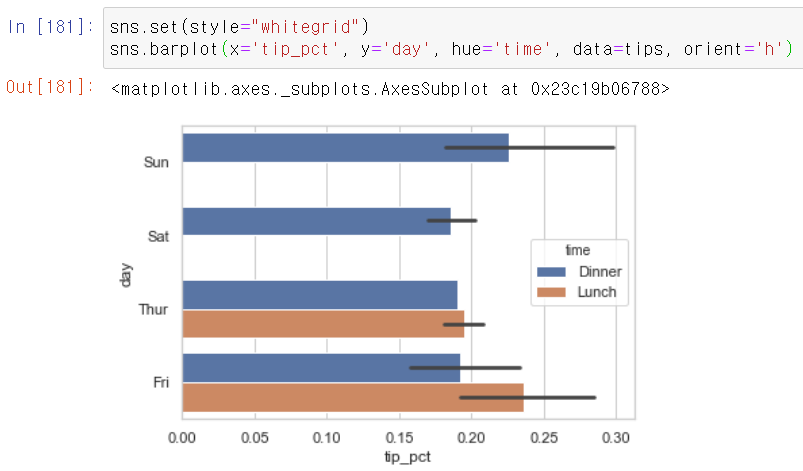 In [181]: sns.set(style="whitegrid")
sns.barplot(x='tip_pct', y='day', hue='time', data=tips, orient='h')
Out[181]: <matplotlib.axes._subplots.AxesSubplot at 0x23c19b06788>
Sun
Sat
Thur
Fri
day
time
Dinner
Lunch
0.00 0.05 0.10 0.15 0.20 0.25 0.30
tip_pct